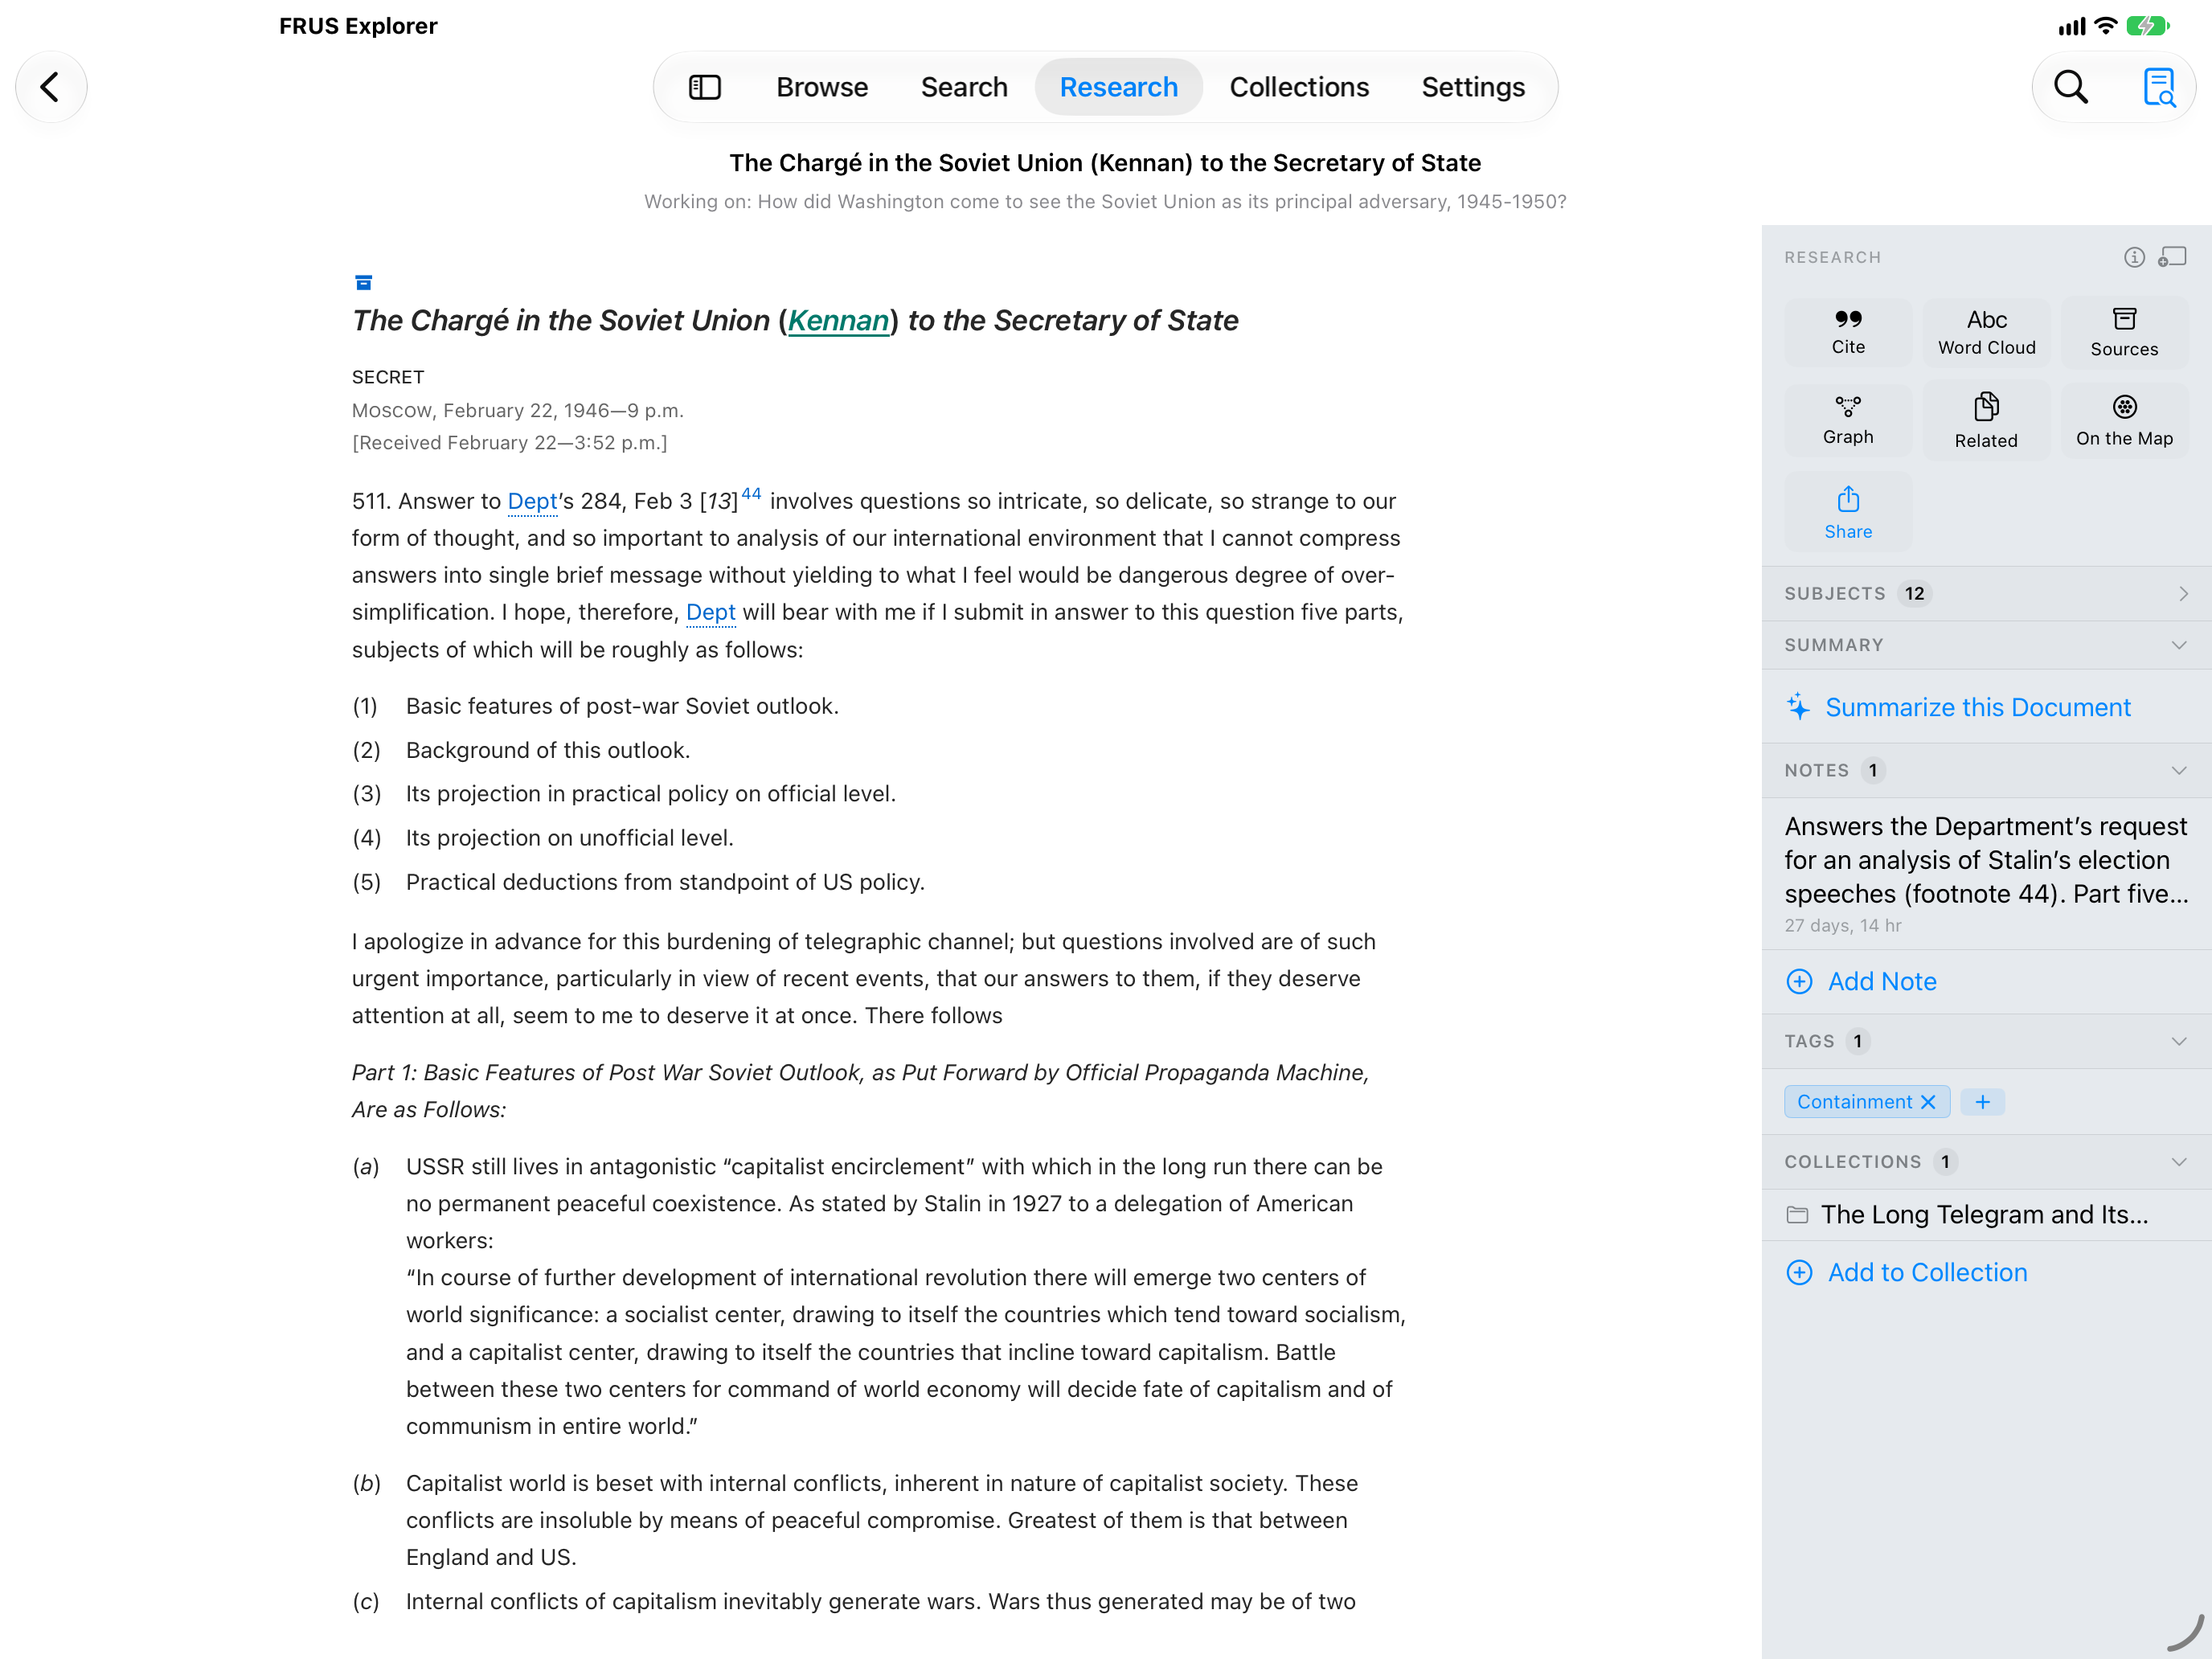 FRUS Explorer
Browse
Search
Research
Collections
Settings
The Chargé in the Soviet Union (Kennan) to the Secretary of State
Working on: How did Washington come to see the Soviet Union as its principal adversary, 1945-1950?
The Chargé in the Soviet Union (Kennan) to the Secretary of State
SECRET
Moscow, February 22, 1946—9 p.m.
[Received February 22—3:52 p.m.]
511. Answer to Dept’s 284, Feb 3 [13]44 involves questions so intricate, so delicate, so strange to our
form of thought, and so important to analysis of our international environment that I cannot compress
answers into single brief message without yielding to what I feel would be dangerous degree of over-
simplification. I hope, therefore, Dept will bear with me if I submit in answer to this question five parts,
subjects of which will be roughly as follows:
(1) Basic features of post-war Soviet outlook.
(2) Background of this outlook.
(3) Its projection in practical policy on official level.
(4) Its projection on unofficial level.
(5) Practical deductions from standpoint of US policy.
I apologize in advance for this burdening of telegraphic channel; but questions involved are of such
urgent importance, particularly in view of recent events, that our answers to them, if they deserve
attention at all, seem to me to deserve it at once. There follows
Part 1: Basic Features of Post War Soviet Outlook, as Put Forward by Official Propaganda Machine,
Are as Follows:
(a) USSR still lives in antagonistic “capitalist encirclement” with which in the long run there can be
no permanent peaceful coexistence. As stated by Stalin in 1927 to a delegation of American
workers:
“In course of further development of international revolution there will emerge two centers of
world significance: a socialist center, drawing to itself the countries which tend toward socialism,
and a capitalist center, drawing to itself the countries that incline toward capitalism. Battle
between these two centers for command of world economy will decide fate of capitalism and of
communism in entire world.”
(b) Capitalist world is beset with internal conflicts, inherent in nature of capitalist society. These
conflicts are insoluble by means of peaceful compromise. Greatest of them is that between
England and US.
(c) Internal conflicts of capitalism inevitably generate wars. Wars thus generated may be of two
RESEARCH
Cite
Abc
Word Cloud
Sources
Graph
Related
On the Map
Share
SUBJECTS 12
SUMMARY
Summarize this Document
NOTES 1
Answers the Department’s request
for an analysis of Stalin’s election
speeches (footnote 44). Part five...
27 days, 14 hr
Add Note
TAGS 1
Containment
COLLECTIONS 1
The Long Telegram and Its...
Add to Collection